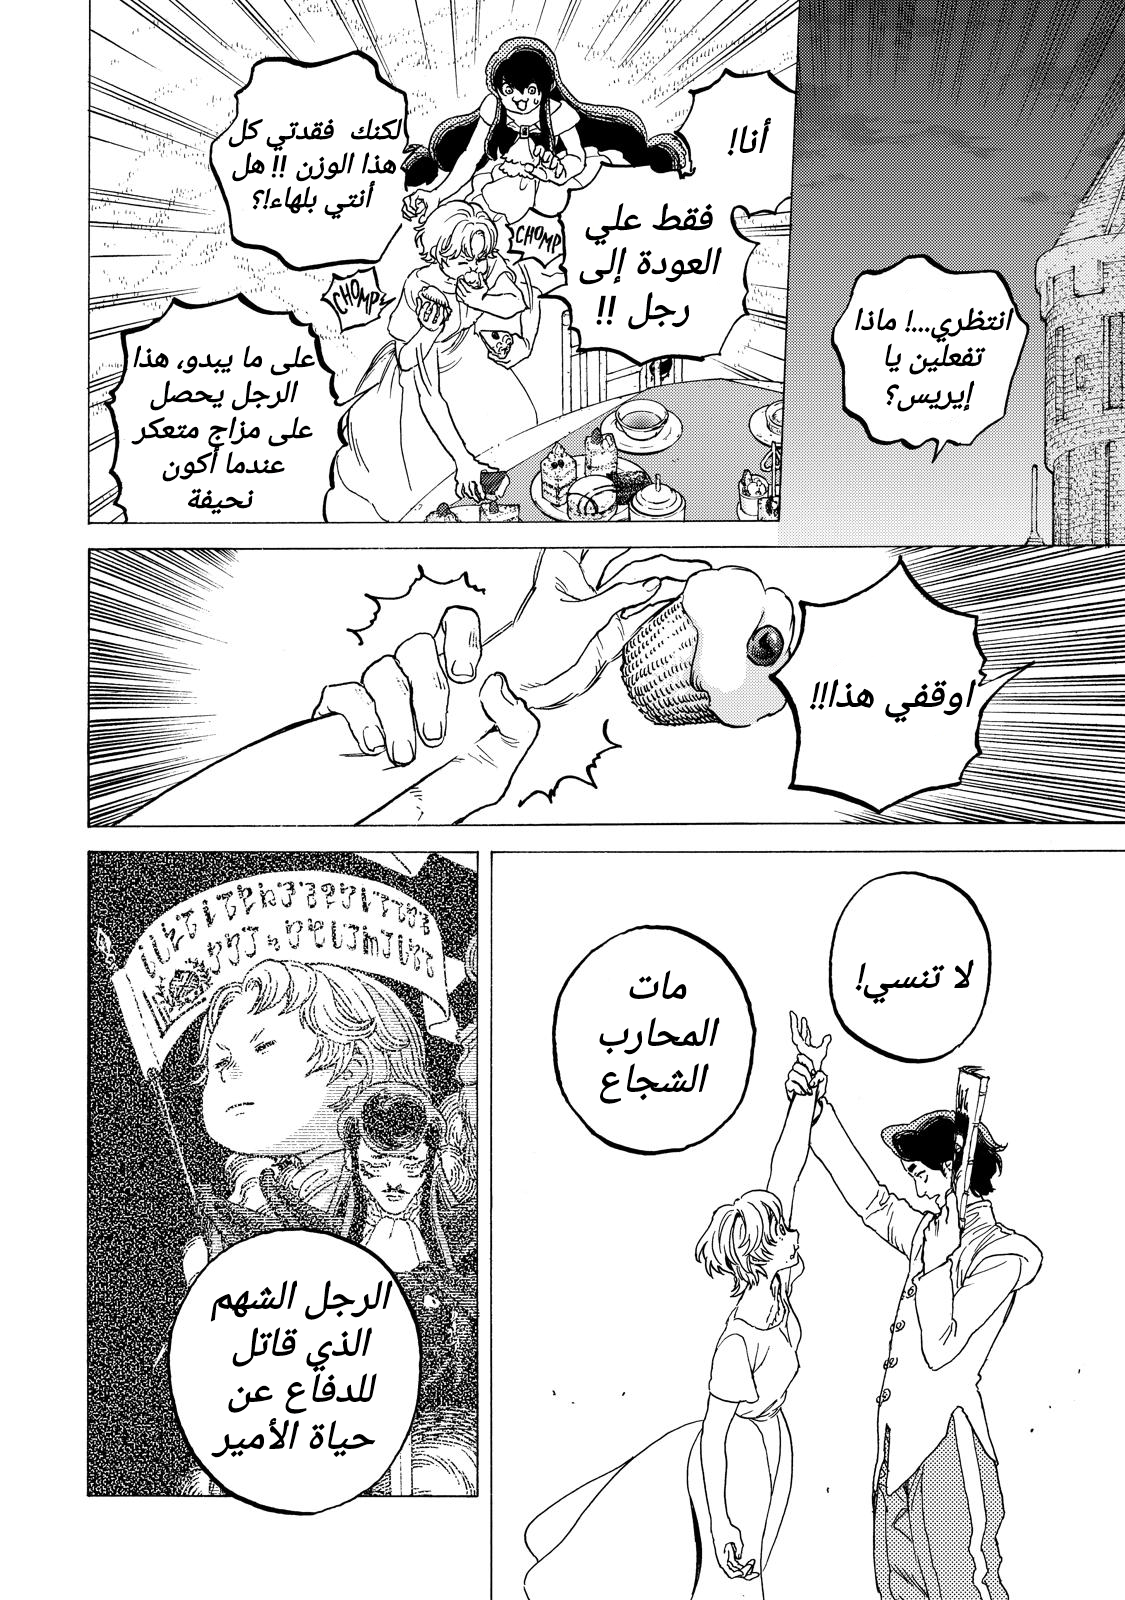 انتظري...! ماذا
تفعلين يا
إيريس؟
أنا!
فقط علي
العودة إلى
رجل !!
لكنك فقدتي كل
هذا الوزن !! هل
أنتي بلهاء!؟
CHOMP
CHOMP
على ما يبدو، هذا
الرجل يحصل
على مزاج متعكر
عندما أكون
نحيفة
اوقفي هذا!!
لا تنسي!
مات
المحارب
الشجاع
الرجل الشهم
الذي قاتل
للدفاع عن
حياة الأمير